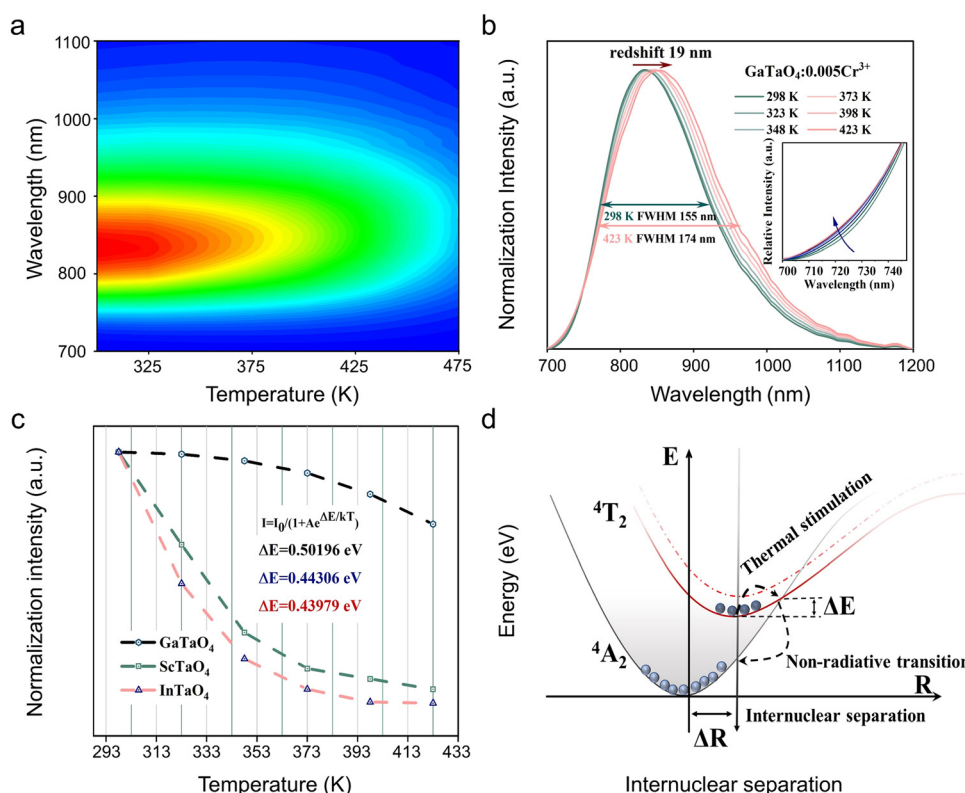 a
1100
1000
900
800
700
Wavelength (nm)
325
375
425
475
Temperature (K)
b
redshift 19 nm
GaTaO₄:0.005Cr³⁺
298 K
373 K
323 K
398 K
348 K
423 K
298 K FWHM 155 nm
423 K FWHM 174 nm
Normalization Intensity (a.u.)
Relative Intensity (a.u.)
700 710 720 730 740
Wavelength (nm)
700 800 900 1000 1100 1200
Wavelength (nm)
c
Normalization intensity (a.u.)
I=I₀/(1+Ae^ΔE/kT)
ΔE=0.50196 eV
ΔE=0.44306 eV
ΔE=0.43979 eV
GaTaO₄
ScTaO₄
InTaO₄
293 313 333 353 373 393 413 433
Temperature (K)
d
E
⁴T₂
Thermal stimulation
ΔE
⁴A₂
Non-radiative transition
R
Internuclear separation
ΔR
Energy (eV)
Internuclear separation